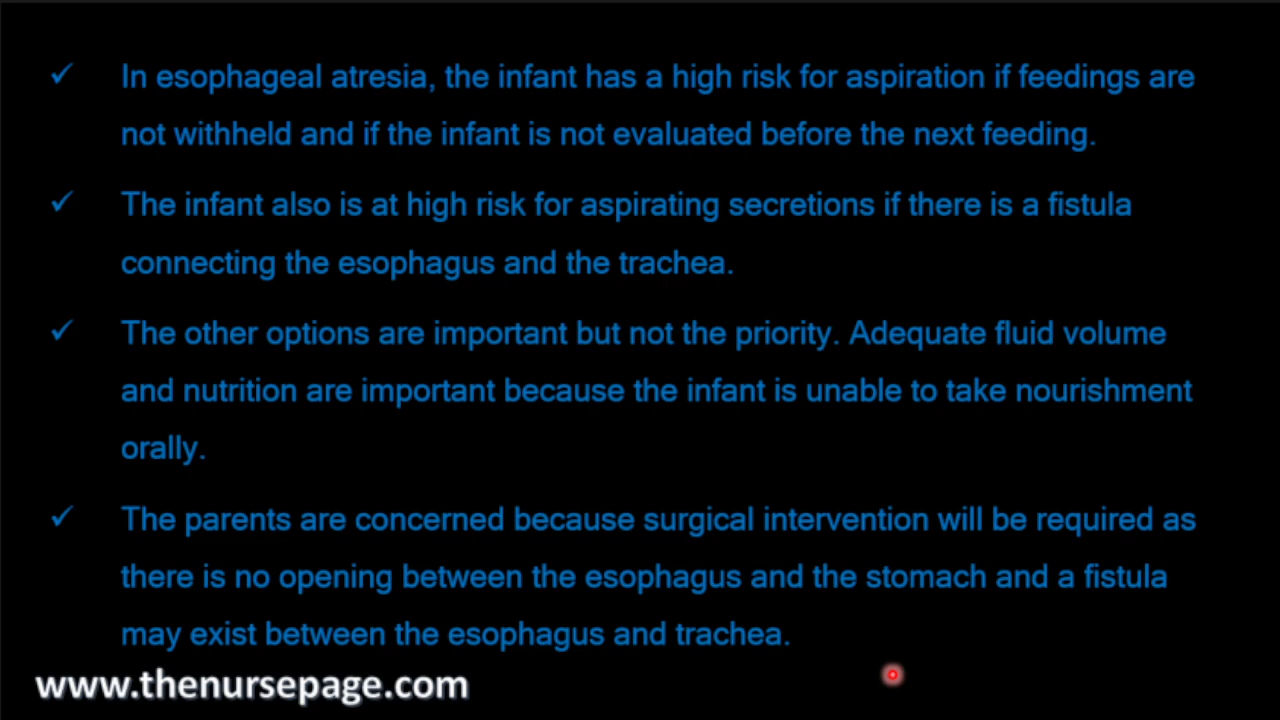 ✓ In esophageal atresia, the infant has a high risk for aspiration if feedings are
not withheld and if the infant is not evaluated before the next feeding.
✓ The infant also is at high risk for aspirating secretions if there is a fistula
connecting the esophagus and the trachea.
✓ The other options are important but not the priority. Adequate fluid volume
and nutrition are important because the infant is unable to take nourishment
orally.
✓ The parents are concerned because surgical intervention will be required as
there is no opening between the esophagus and the stomach and a fistula
may exist between the esophagus and trachea.
www.thenursepage.com